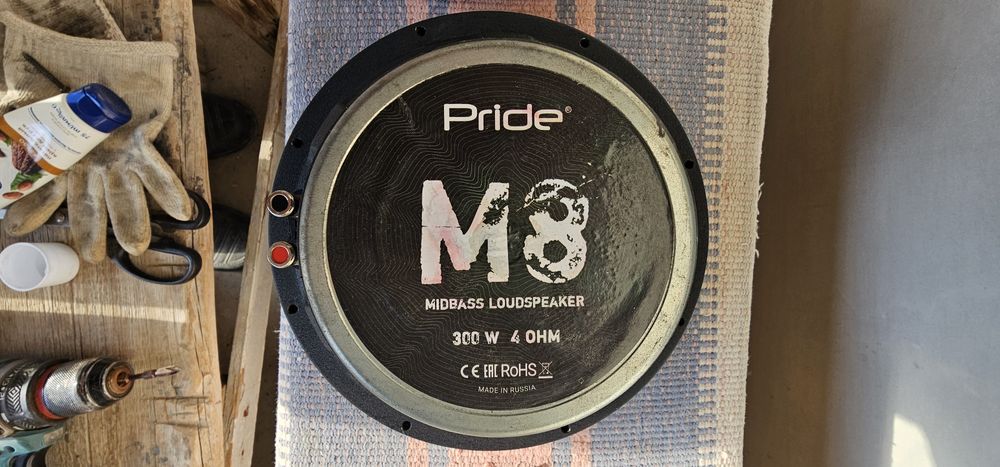 Pride®
M8
MIDBASS LOUDSPEAKER
300 W 4 OHM
CE EAC RoHS
MADE IN RUSSIA